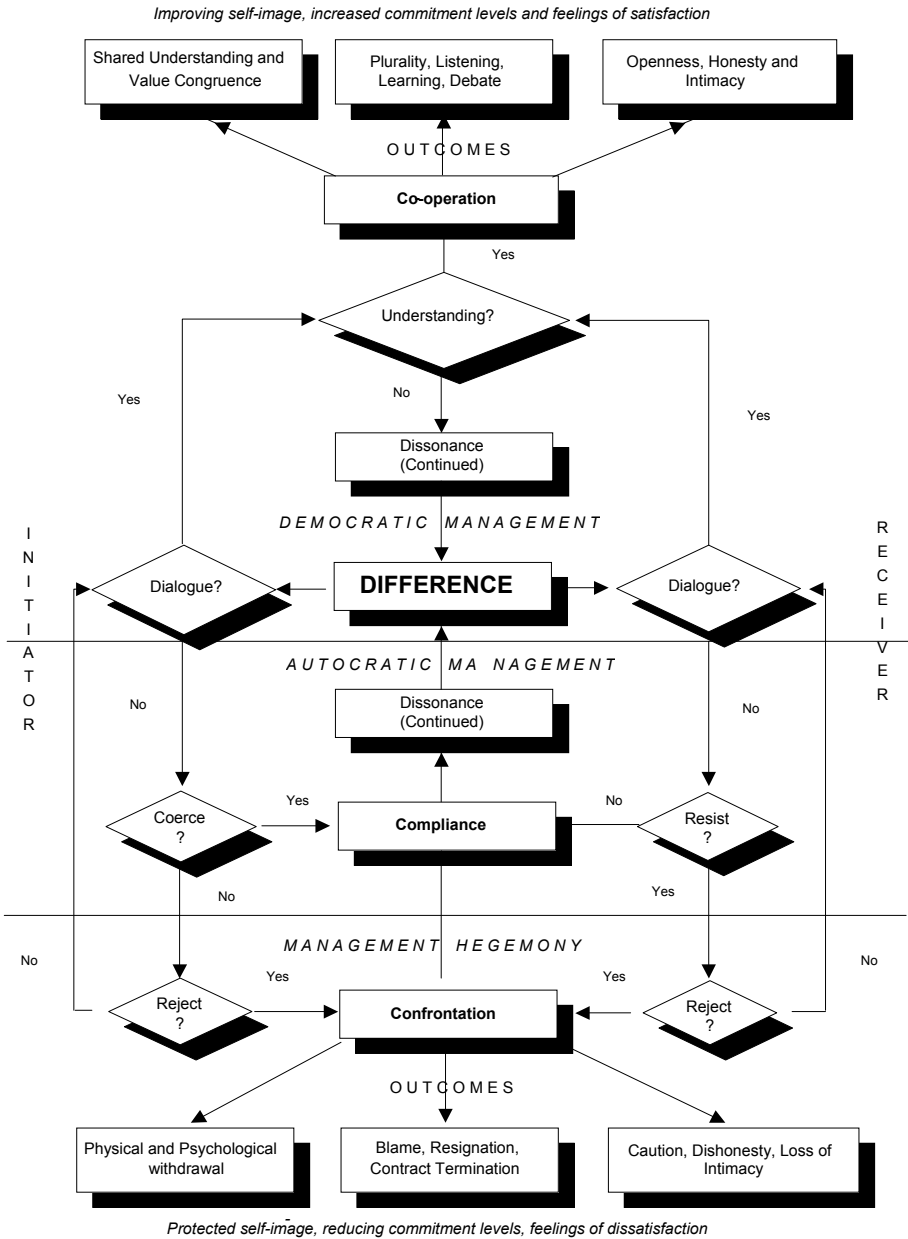 Improving self-image, increased commitment levels and feelings of satisfaction
Shared Understanding and
Value Congruence
Plurality, Listening,
Learning, Debate
Openness, Honesty and
Intimacy
OUTCOMES
Co-operation
Yes
Understanding?
No
Yes
Yes
Dissonance
(Continued)
DEMOCRATIC MANAGEMENT
INITIATOR
RECEIVER
Dialogue?
DIFFERENCE
Dialogue?
AUTOCRATIC MA NAGEMENT
No
Dissonance
(Continued)
No
Coerce
?
Yes
Compliance
No
Resist
?
No
Yes
MANAGEMENT HEGEMONY
No
Reject
?
Yes
Confrontation
Yes
Reject
?
No
OUTCOMES
Physical and Psychological
withdrawal
Blame, Resignation,
Contract Termination
Caution, Dishonesty, Loss of
Intimacy
Protected self-image, reducing commitment levels, feelings of dissatisfaction